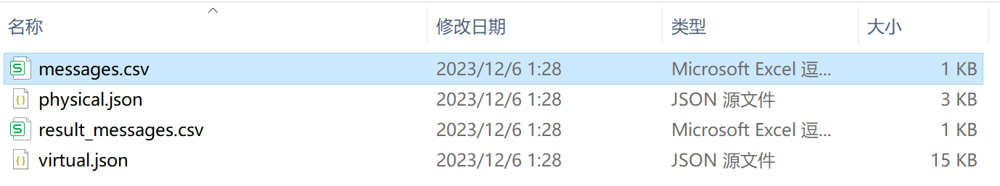 名称 修改日期 类型 大小
messages.csv 2023/12/6 1:28 Microsoft Excel 逗... 1 KB
physical.json 2023/12/6 1:28 JSON 源文件 3 KB
result_messages.csv 2023/12/6 1:28 Microsoft Excel 逗... 1 KB
virtual.json 2023/12/6 1:28 JSON 源文件 15 KB